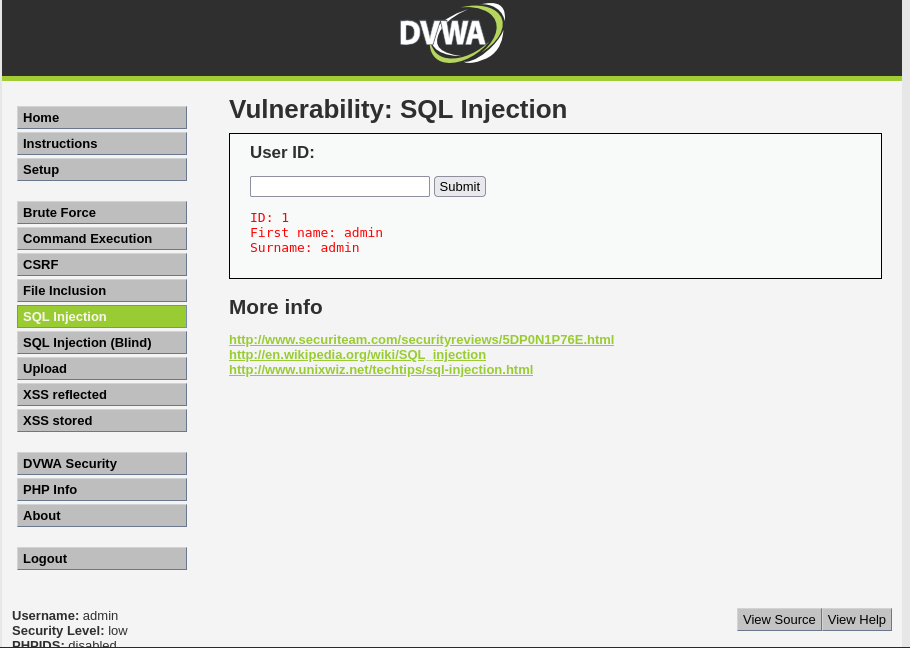 DVWA
Home
Instructions
Setup
Brute Force
Command Execution
CSRF
File Inclusion
SQL Injection
SQL Injection (Blind)
Upload
XSS reflected
XSS stored
DVWA Security
PHP Info
About
Logout
Vulnerability: SQL Injection
User ID:
Submit
ID: 1
First name: admin
Surname: admin
More info
http://www.securiteam.com/securityreviews/5DP0N1P76E.html
http://en.wikipedia.org/wiki/SQL_injection
http://www.unixwiz.net/techtips/sql-injection.html
Username: admin
Security Level: low
PHPIDS: disabled
View Source
View Help